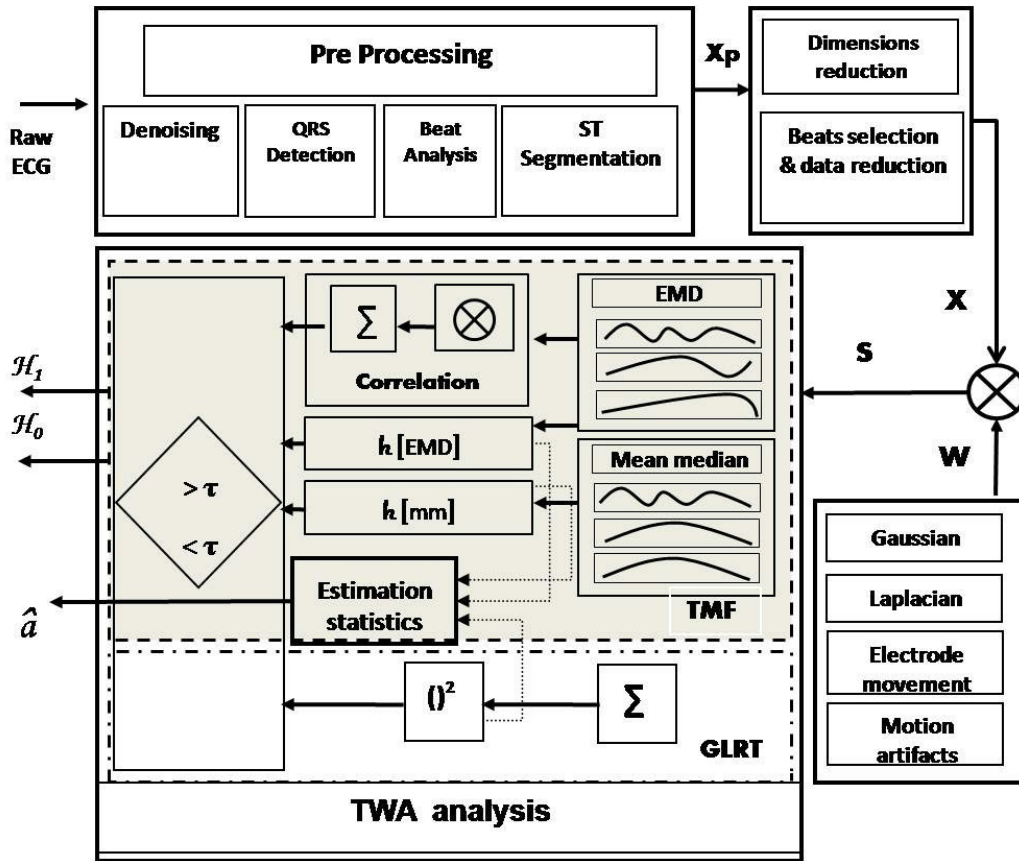 Pre Processing
Denoising
QRS
Detection
Beat
Analysis
ST
Segmentation
Raw
ECG
Xp
Dimensions
reduction
Beats selection
& data reduction
X
S
W
EMD
Σ
Correlation
h [EMD]
Mean median
h [mm]
TMF
Estimation
statistics
> τ
< τ
ℋ1
ℋ0
â
()²
Σ
GLRT
TWA analysis
Gaussian
Laplacian
Electrode
movement
Motion
artifacts